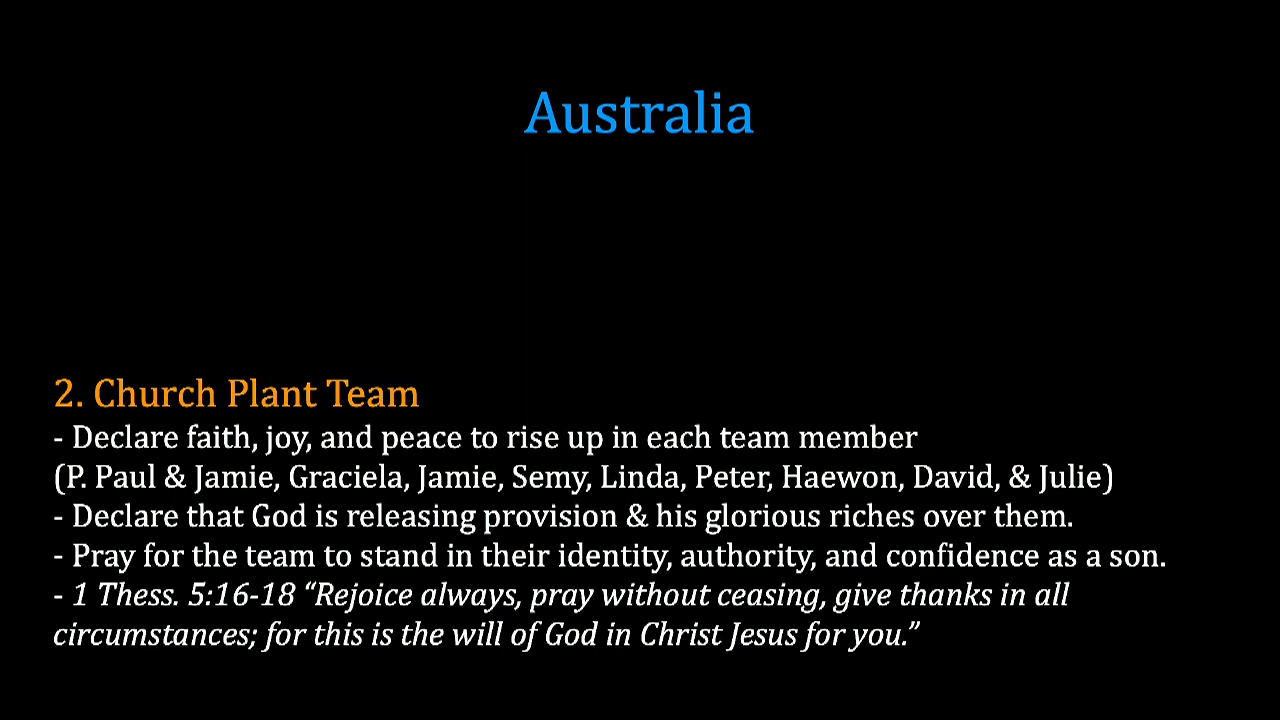 Australia
2. Church Plant Team
- Declare faith, joy, and peace to rise up in each team member
(P. Paul & Jamie, Graciela, Jamie, Semy, Linda, Peter, Haewon, David, & Julie)
- Declare that God is releasing provision & his glorious riches over them.
- Pray for the team to stand in their identity, authority, and confidence as a son.
- 1 Thess. 5:16-18 “Rejoice always, pray without ceasing, give thanks in all
circumstances; for this is the will of God in Christ Jesus for you.”